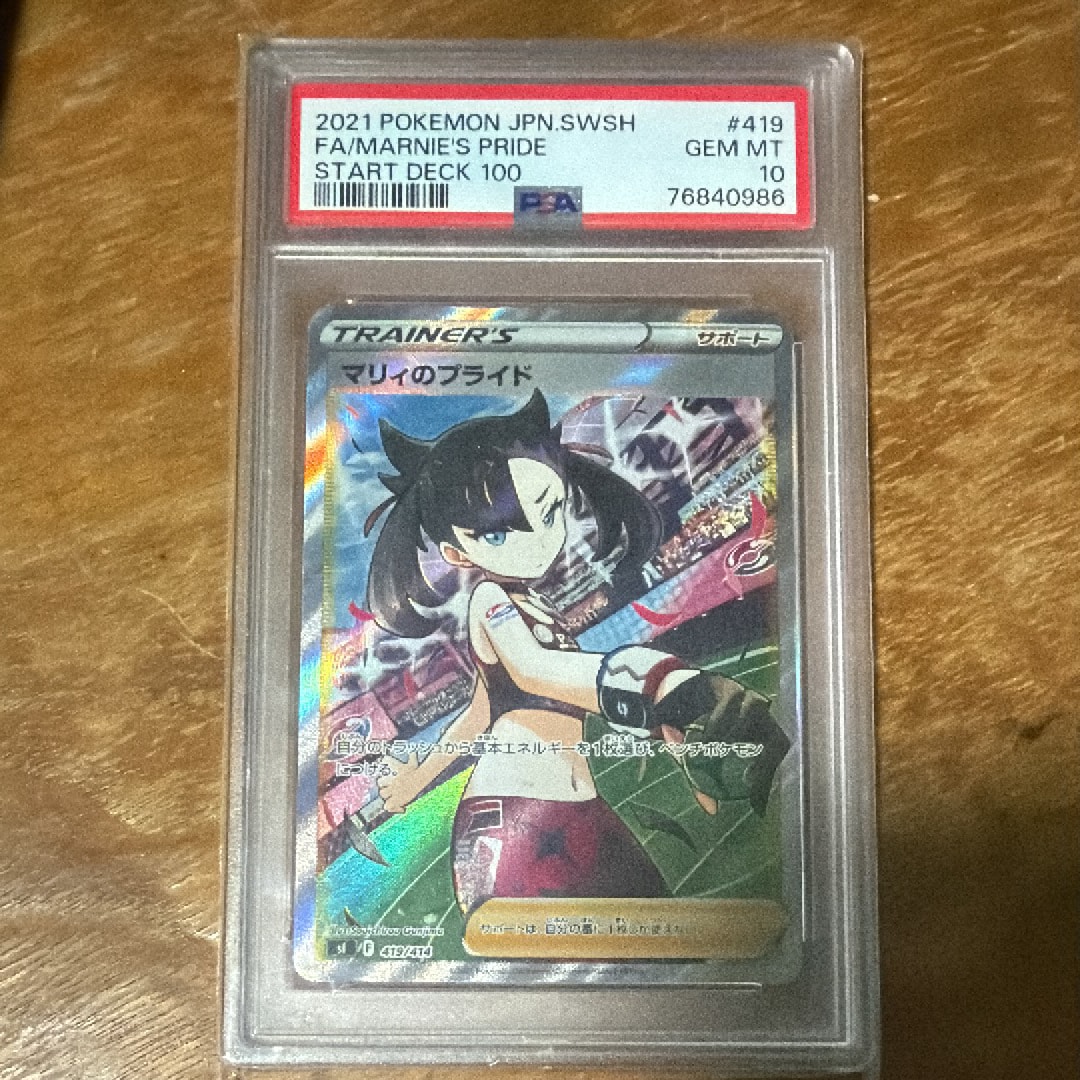 2021 POKEMON JPN.SWSH #419
FA/MARNIE'S PRIDE GEM MT
START DECK 100 10
PSA 76840986
TRAINER'S サポート
マリィのプライド
自分のトラッシュから基本エネルギーを1枚選び、ベンチポケモン
につける。
サポートは、自分の番に1枚しか使えない。
sI F 419/414